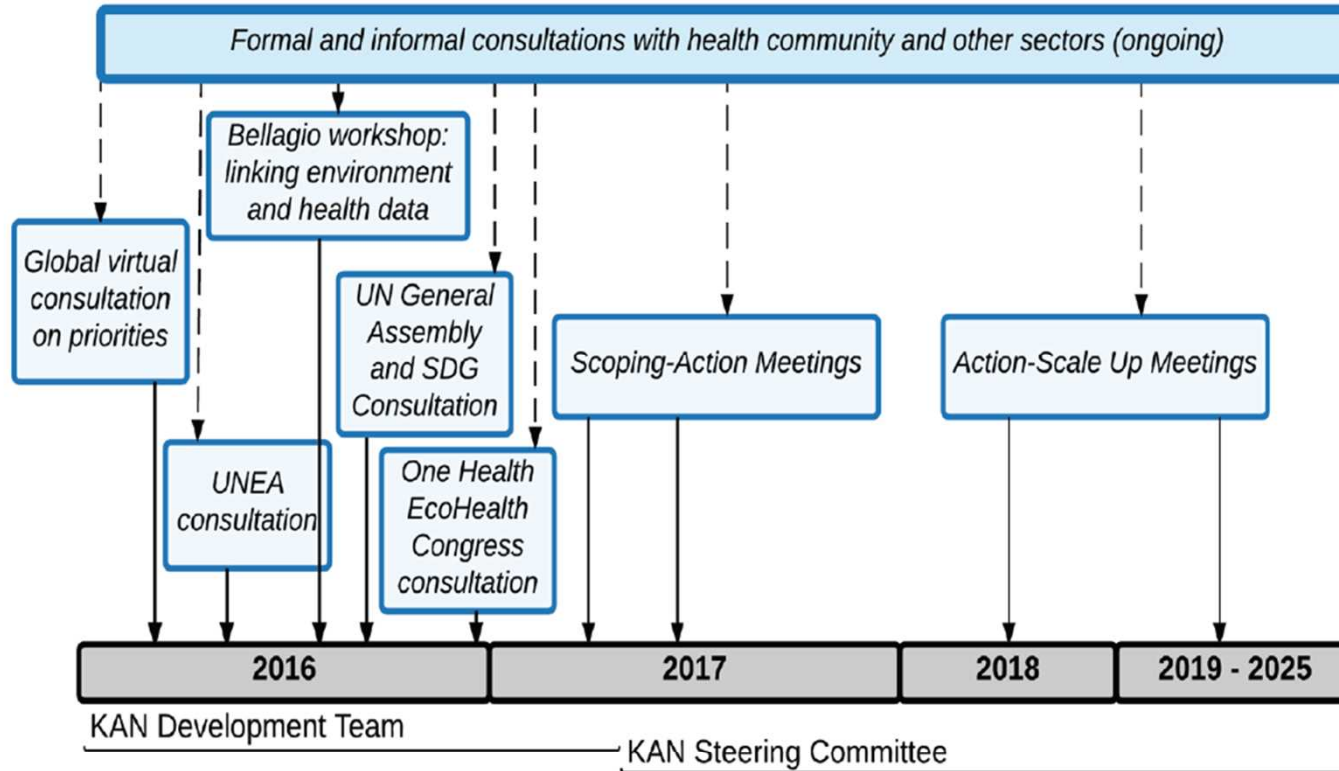 Formal and informal consultations with health community and other sectors (ongoing)
Bellagio workshop:
linking environment
and health data
Global virtual
consultation
on priorities
UN General
Assembly
and SDG
Consultation
Scoping-Action Meetings
Action-Scale Up Meetings
UNEA
consultation
One Health
EcoHealth
Congress
consultation
2016
2017
2018
2019 - 2025
KAN Development Team
KAN Steering Committee